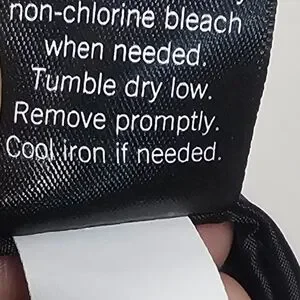 non-chlorine bleach
when needed.
Tumble dry low.
Remove promptly.
Cool iron if needed.